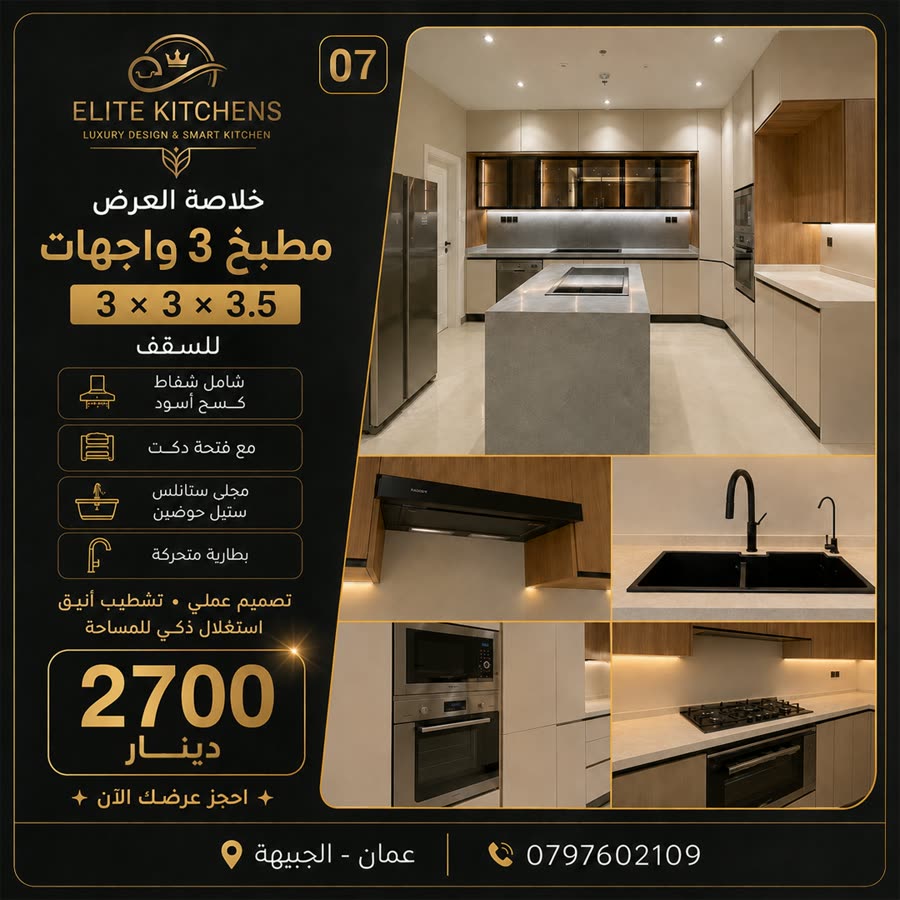 ELITE KITCHENS
LUXURY DESIGN & SMART KITCHEN
07
خلاصة العرض
مطبخ 3 واجهات
3 × 3 × 3.5
للسقف
شامل شفاط
كسح أسود
مع فتحة دكت
مجلى ستانلس
ستيل حوضين
بطارية متحركة
تصميم عملي • تشطيب أنيق
استغلال ذكي للمساحة
2700
دينار
احجز عرضك الآن
عمان - الجبيهة
0797602109